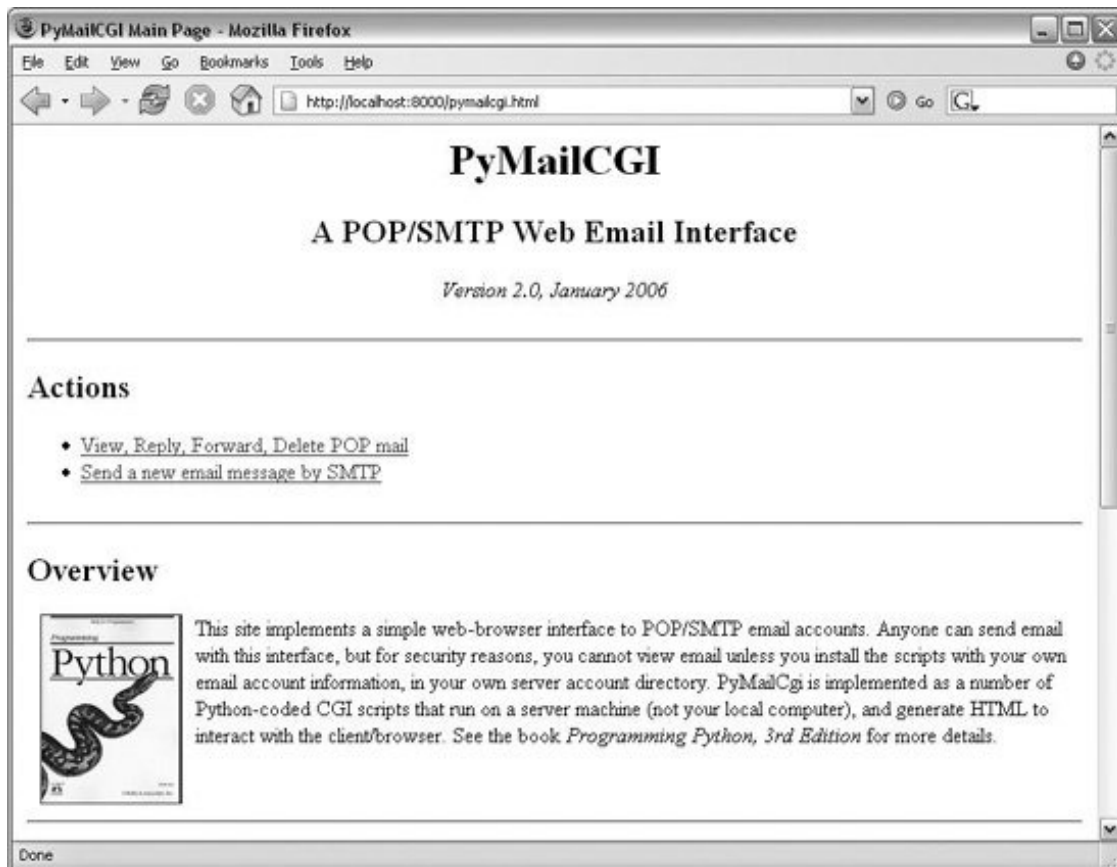 PyMailCGI Main Page - Mozilla Firefox
File Edit View Go Bookmarks Tools Help
http://localhost:8000/pymailcgi.html Go G
PyMailCGI
A POP/SMTP Web Email Interface
Version 2.0, January 2006
Actions
• View, Reply, Forward, Delete POP mail
• Send a new email message by SMTP
Overview
Programming
Python
This site implements a simple web-browser interface to POP/SMTP email accounts. Anyone can send email
with this interface, but for security reasons, you cannot view email unless you install the scripts with your own
email account information, in your own server account directory. PyMailCgi is implemented as a number of
Python-coded CGI scripts that run on a server machine (not your local computer), and generate HTML to
interact with the client/browser. See the book Programming Python, 3rd Edition for more details.
Done